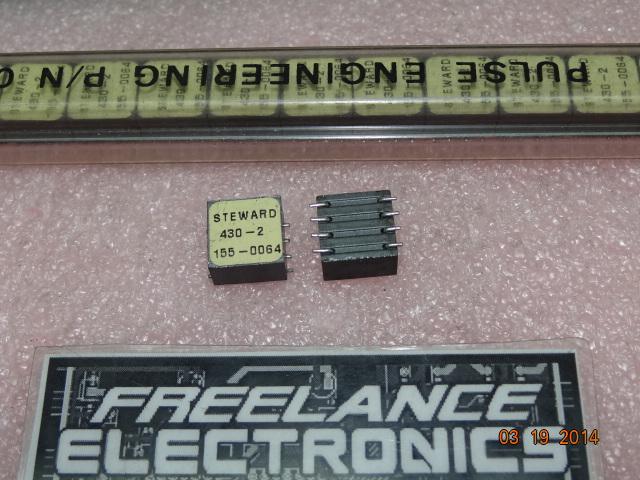 PULSE ENGINEERING P/N
STEWARD
430-2
155-0064
FREELANCE
ELECTRONICS
03 19 2014